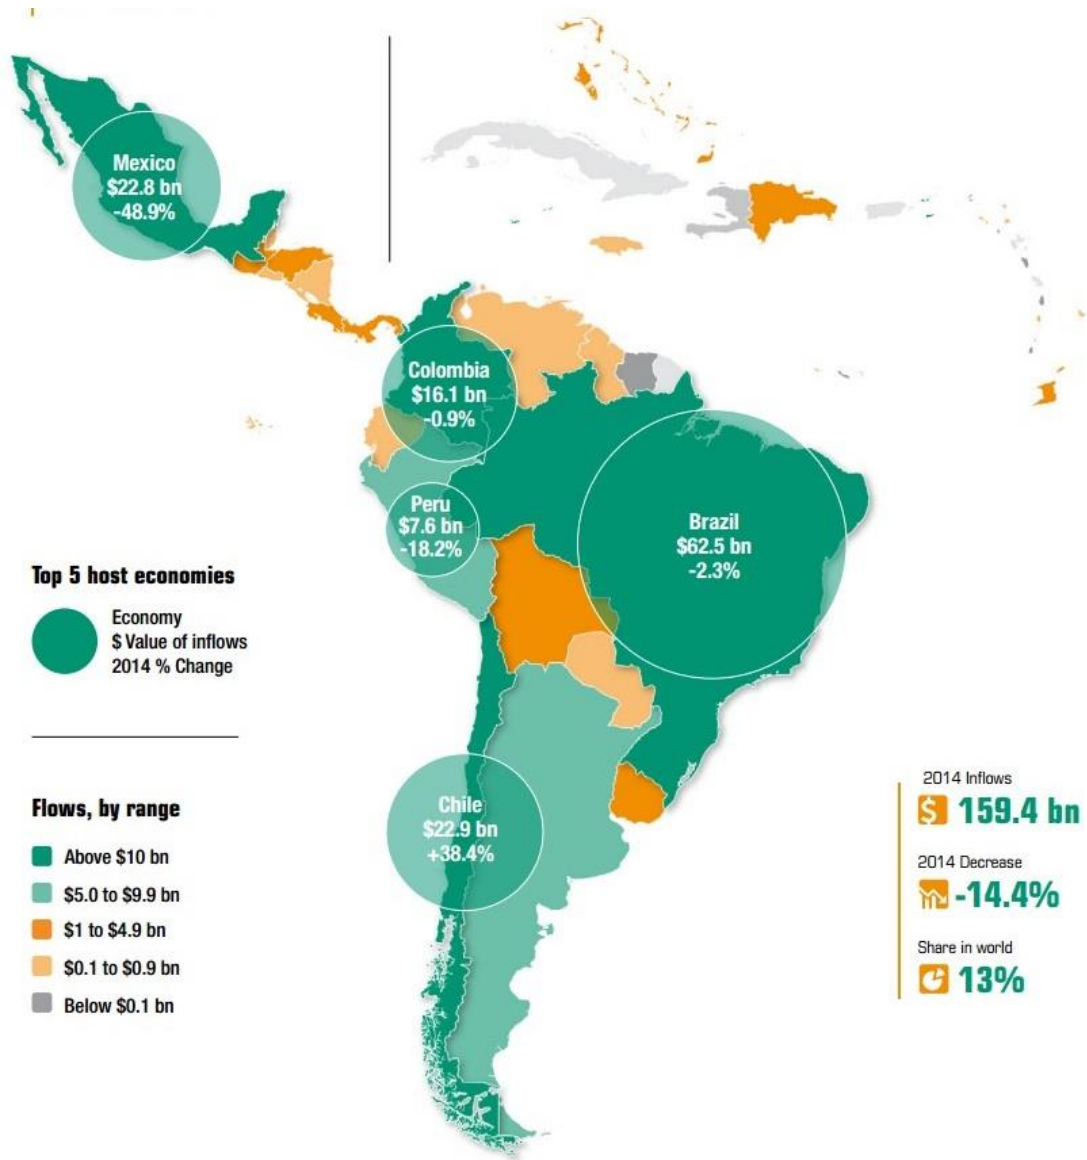 Mexico
$22.8 bn
-48.9%
Colombia
$16.1 bn
-0.9%
Peru
$7.6 bn
-18.2%
Brazil
$62.5 bn
-2.3%
Top 5 host economies
Economy
$ Value of inflows
2014 % Change
Chile
$22.9 bn
+38.4%
Flows, by range
Above $10 bn
$5.0 to $9.9 bn
$1 to $4.9 bn
$0.1 to $0.9 bn
Below $0.1 bn
2014 Inflows
$ 159.4 bn
2014 Decrease
-14.4%
Share in world
13%